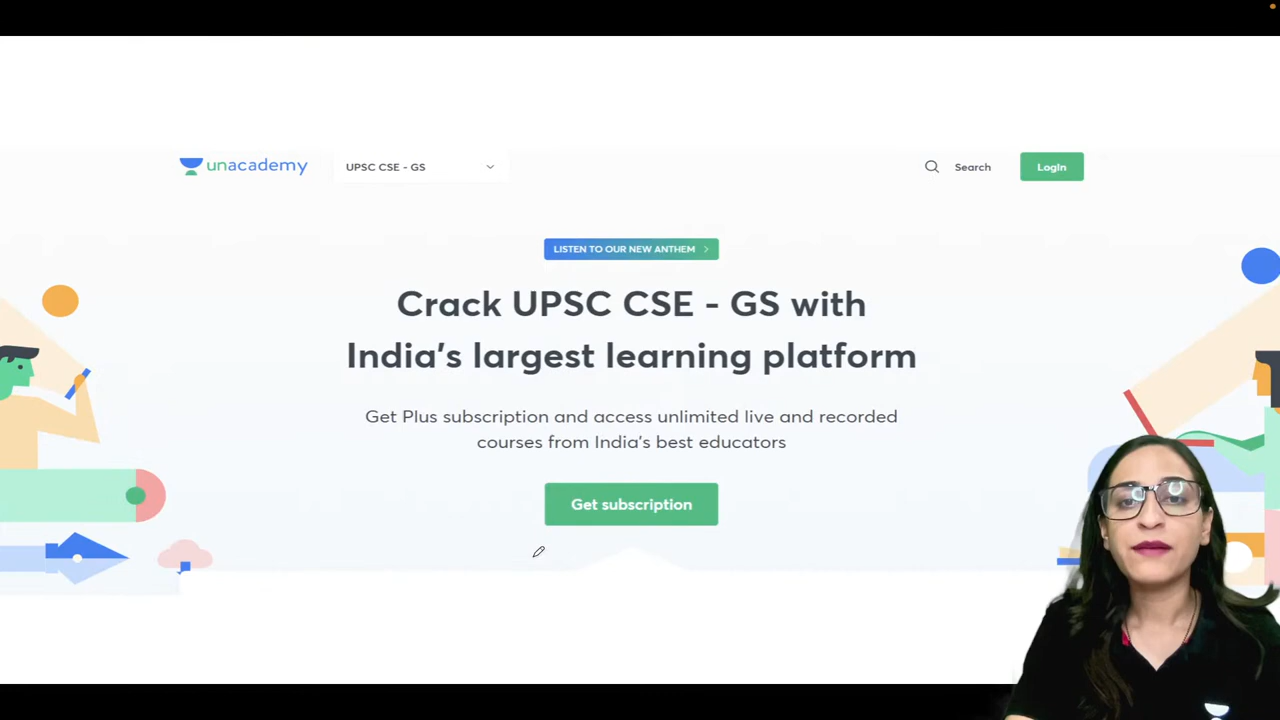 unacademy
UPSC CSE - GS
Search
Login
LISTEN TO OUR NEW ANTHEM
Crack UPSC CSE - GS with
India's largest learning platform
Get Plus subscription and access unlimited live and recorded
courses from India's best educators
Get subscription